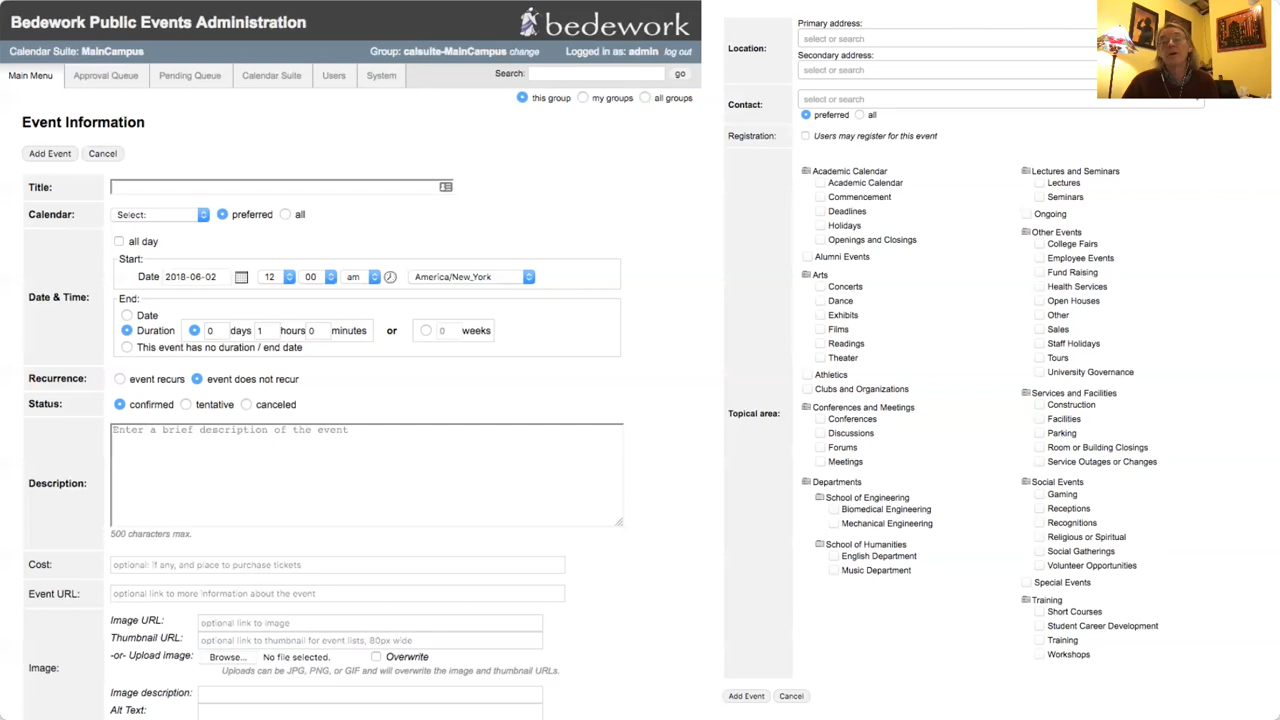 Bedework Public Events Administration
bedework
Calendar Suite: MainCampus
Group: calsuite-MainCampus change
Logged in as: admin log out
Main Menu
Approval Queue
Pending Queue
Calendar Suite
Users
System
Search:
go
this group
my groups
all groups
Event Information
Add Event
Cancel
Title:
Calendar:
Select:
preferred
all
Date & Time:
all day
Start:
Date 2018-06-02
12
00
am
America/New_York
End:
Date
Duration
0 days 1 hours 0 minutes
or
0 weeks
This event has no duration / end date
Recurrence:
event recurs
event does not recur
Status:
confirmed
tentative
canceled
Description:
Enter a brief description of the event
500 characters max.
Cost:
optional: if any, and place to purchase tickets
Event URL:
optional link to more information about the event
Image:
Image URL:
optional link to image
Thumbnail URL:
optional link to thumbnail for event lists, 80px wide
-or- Upload image:
Browse...
No file selected.
Overwrite
Uploads can be JPG, PNG, or GIF and will overwrite the image and thumbnail URLs.
Image description:
Alt Text:
Location:
Primary address:
select or search
Secondary address:
select or search
Contact:
select or search
preferred
all
Registration:
Users may register for this event
Topical area:
Academic Calendar
Academic Calendar
Commencement
Deadlines
Holidays
Openings and Closings
Alumni Events
Arts
Concerts
Dance
Exhibits
Films
Readings
Theater
Athletics
Clubs and Organizations
Conferences and Meetings
Conferences
Discussions
Forums
Meetings
Departments
School of Engineering
Biomedical Engineering
Mechanical Engineering
School of Humanities
English Department
Music Department
Lectures and Seminars
Lectures
Seminars
Ongoing
Other Events
College Fairs
Employee Events
Fund Raising
Health Services
Open Houses
Other
Sales
Staff Holidays
Tours
University Governance
Services and Facilities
Construction
Facilities
Parking
Room or Building Closings
Service Outages or Changes
Social Events
Gaming
Receptions
Recognitions
Religious or Spiritual
Social Gatherings
Volunteer Opportunities
Special Events
Training
Short Courses
Student Career Development
Training
Workshops
Add Event
Cancel